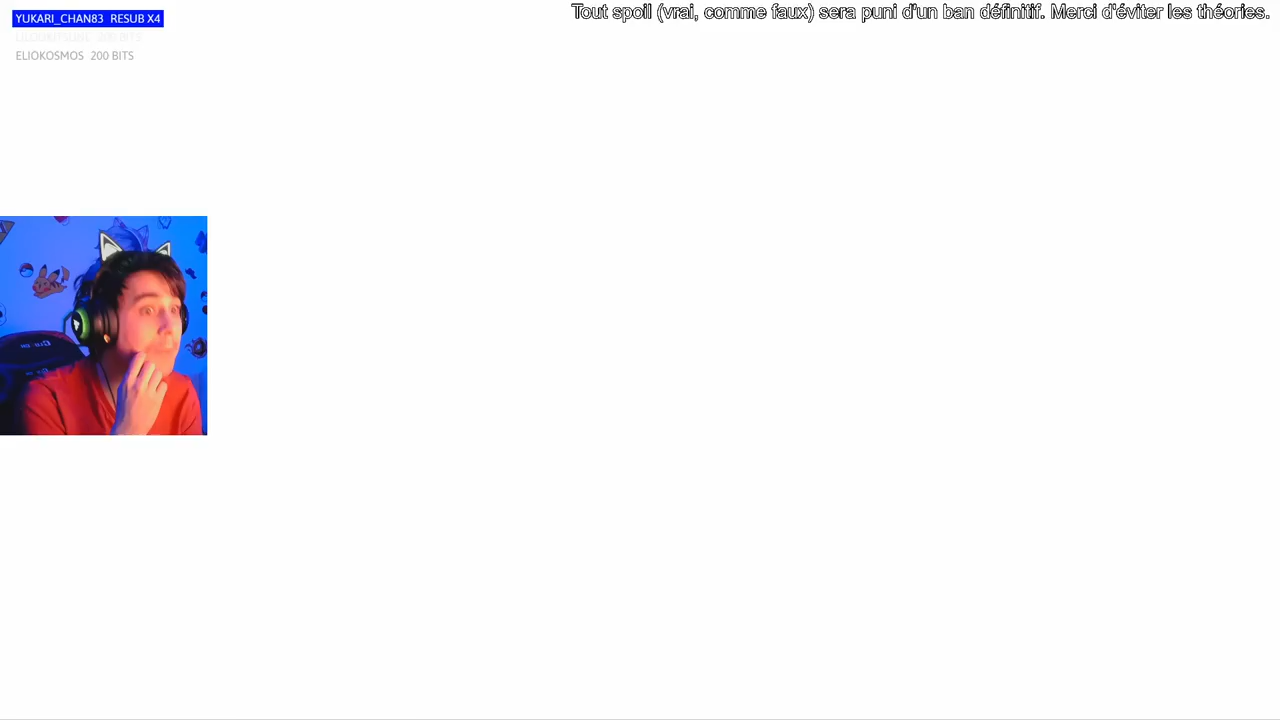 YUKARI_CHAN83 RESUB X4
ELIOKOSMOS 200 BITS
Tout spoil (vrai, comme faux) sera puni d'un ban définitif. Merci d'éviter les théories.